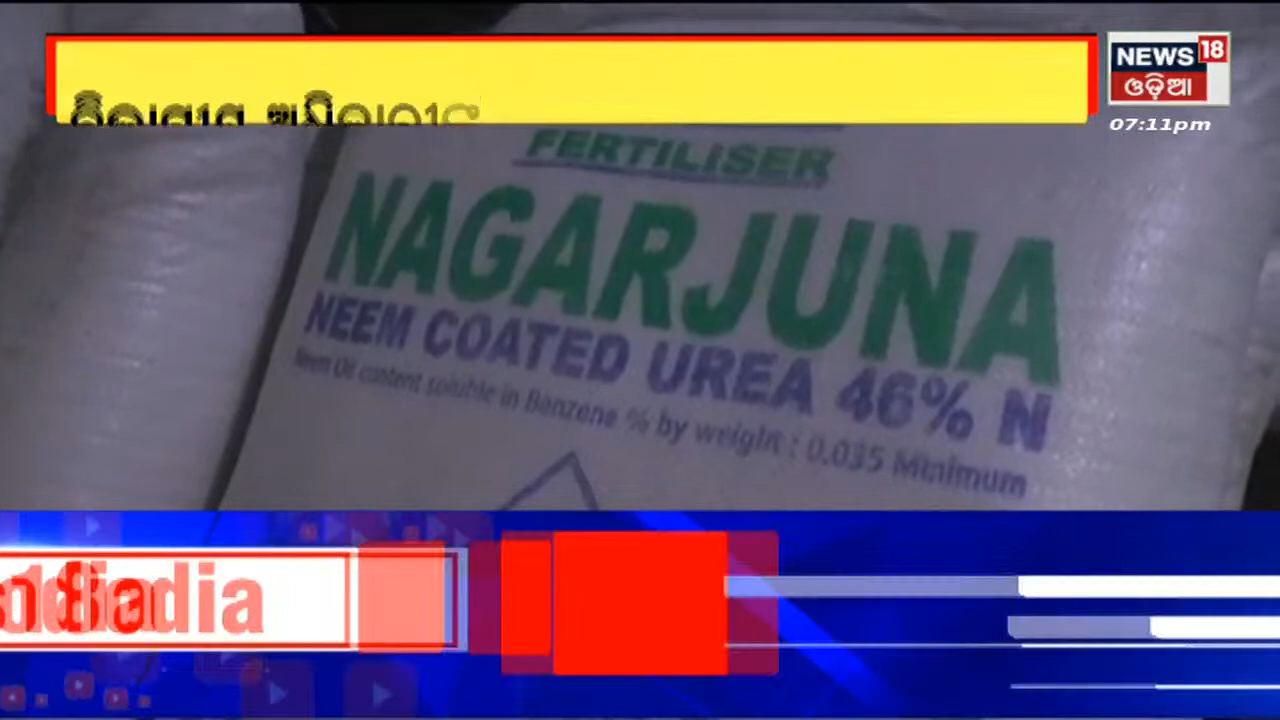 NEWS 18
ଓଡ଼ିଆ
07:11pm
FERTILISER
NAGARJUNA
NEEM COATED UREA 46% N
Neem Oil content soluble in Benzene % by weight : 0.035 Minimum